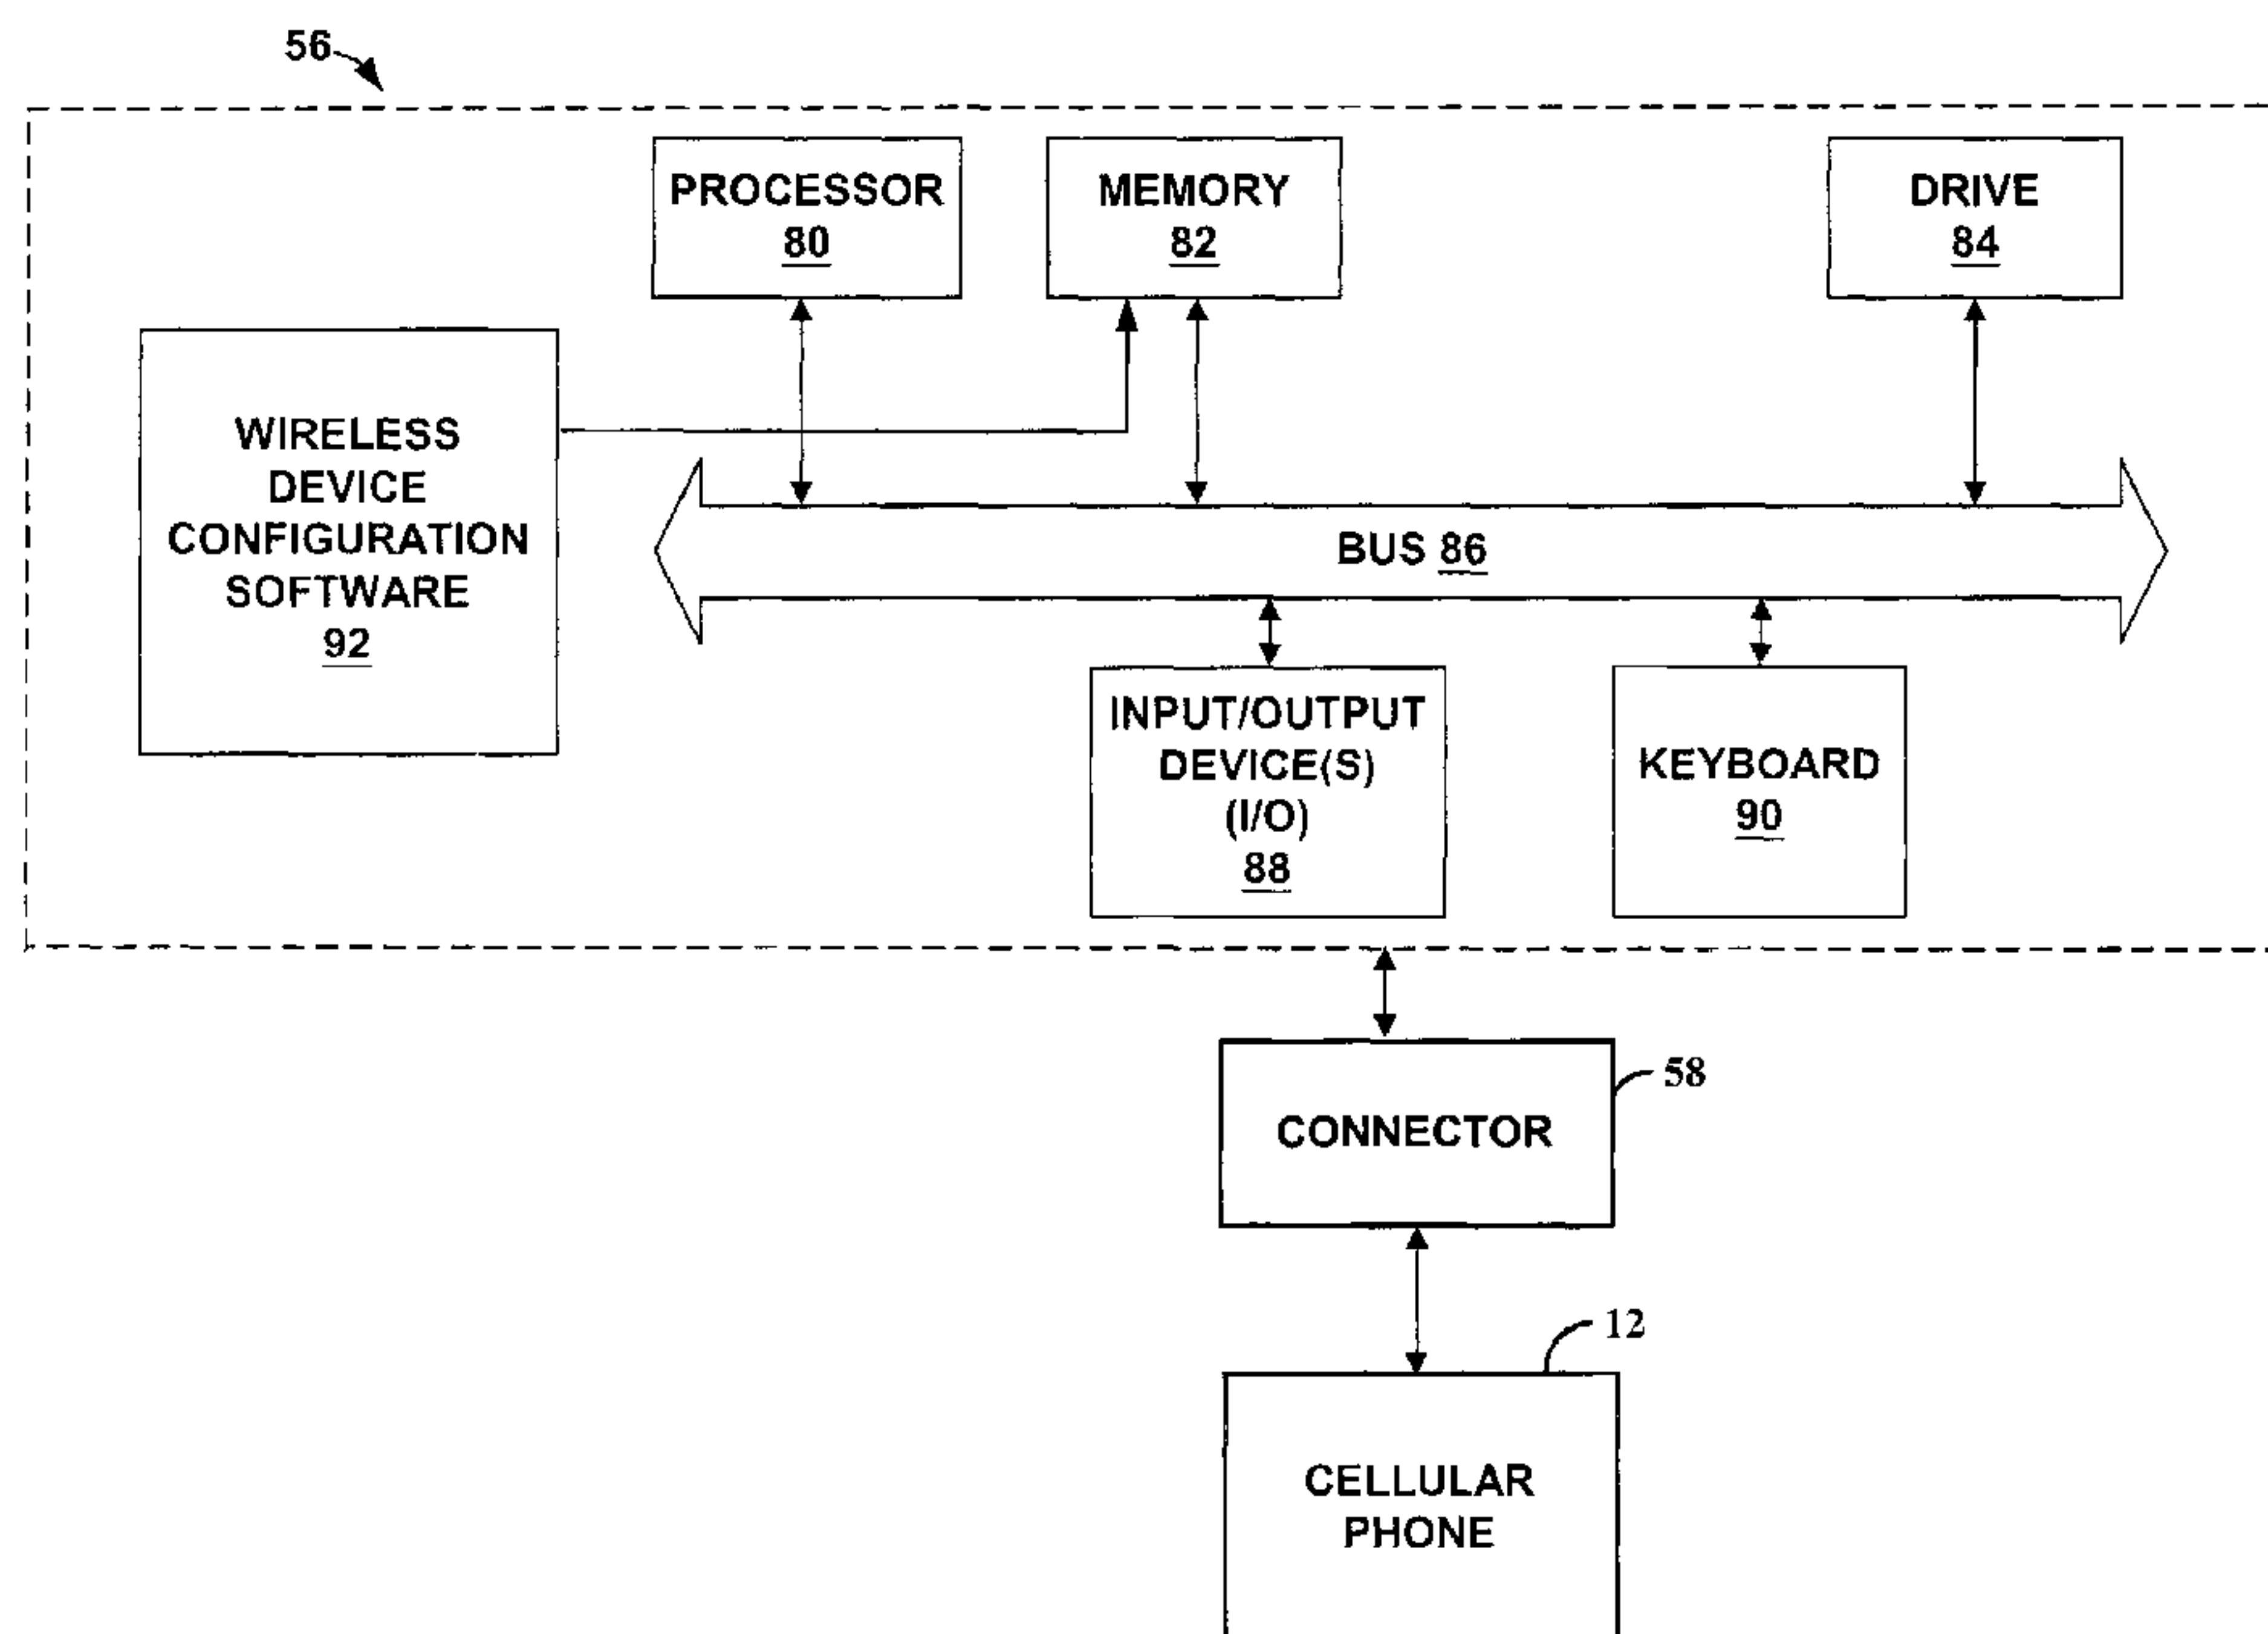 56
PROCESSOR
80
MEMORY
82
DRIVE
84
WIRELESS
DEVICE
CONFIGURATION
SOFTWARE
92
BUS 86
INPUT/OUTPUT
DEVICE(S)
(I/O)
88
KEYBOARD
90
CONNECTOR
58
12
CELLULAR
PHONE